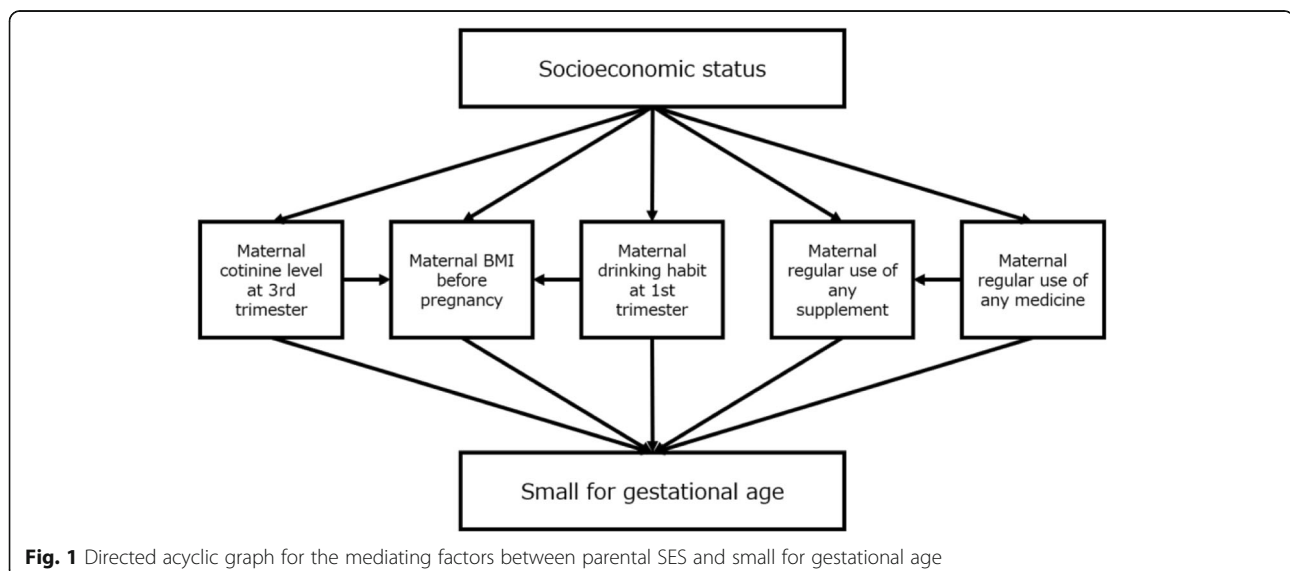 Socioeconomic status
Maternal
cotinine level
at 3rd
trimester
Maternal BMI
before
pregnancy
Maternal
drinking habit
at 1st
trimester
Maternal
regular use of
any
supplement
Maternal
regular use of
any medicine
Small for gestational age
Fig. 1 Directed acyclic graph for the mediating factors between parental SES and small for gestational age